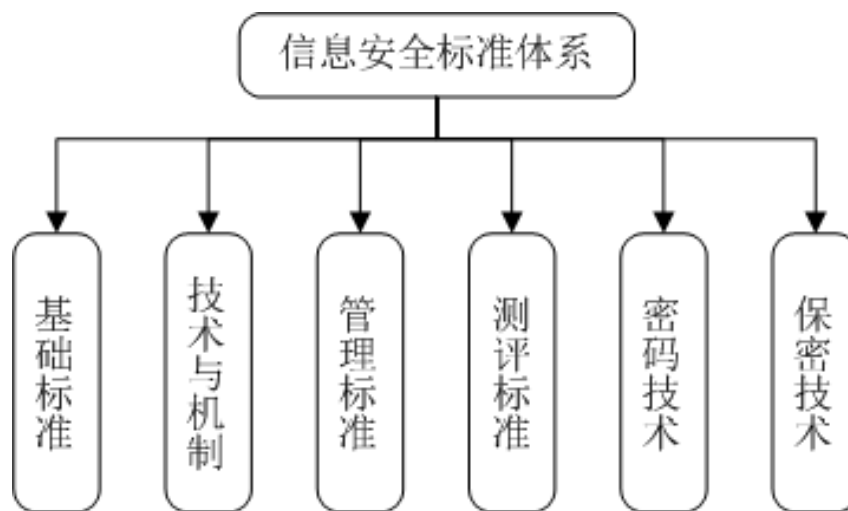 信息安全标准体系
基础标准
技术与机制
管理标准
测评标准
密码技术
保密技术